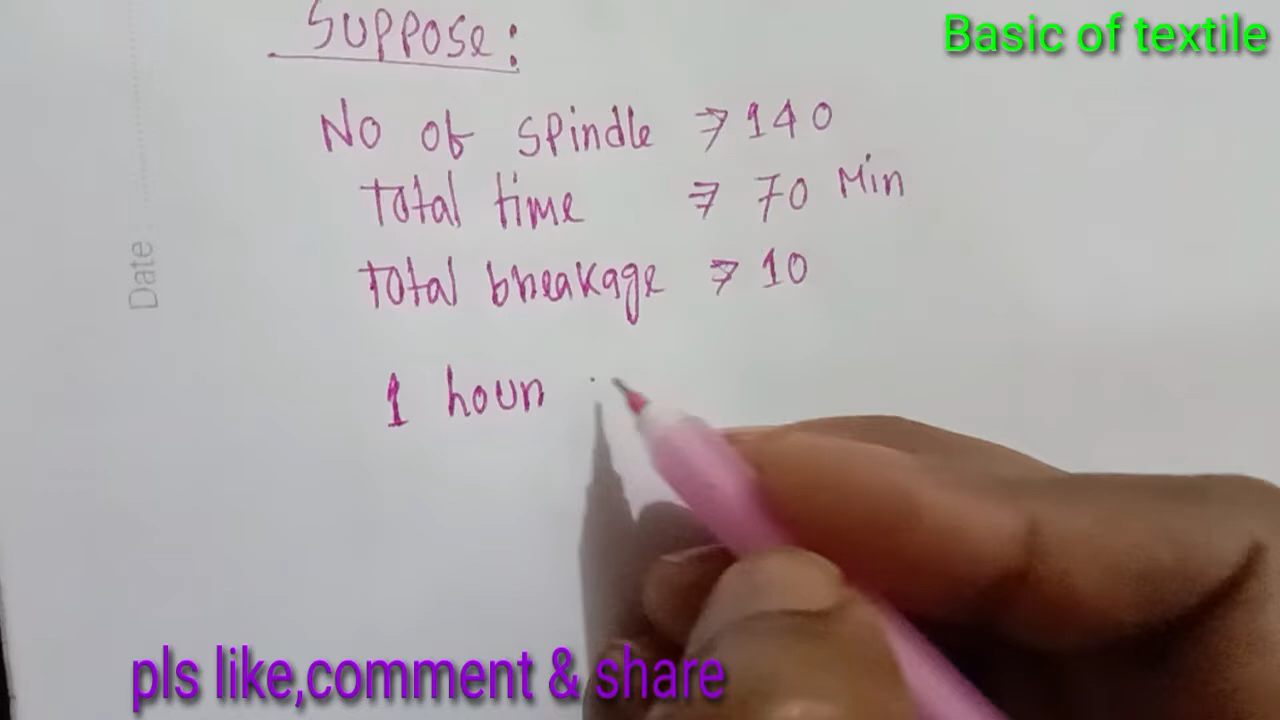 Basic of textile
Suppose:
No of spindle ⇒ 140
Total time ⇒ 70 Min
Total breakage ⇒ 10
Date
1 hour
pls like,comment & share